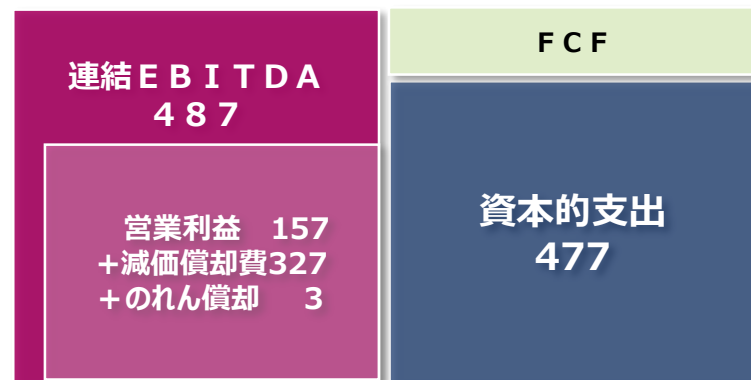 連結ＥＢＩＴＤＡ
４８７
営業利益　157
+減価償却費327
＋のれん償却　 3
ＦＣＦ
資本的支出
477